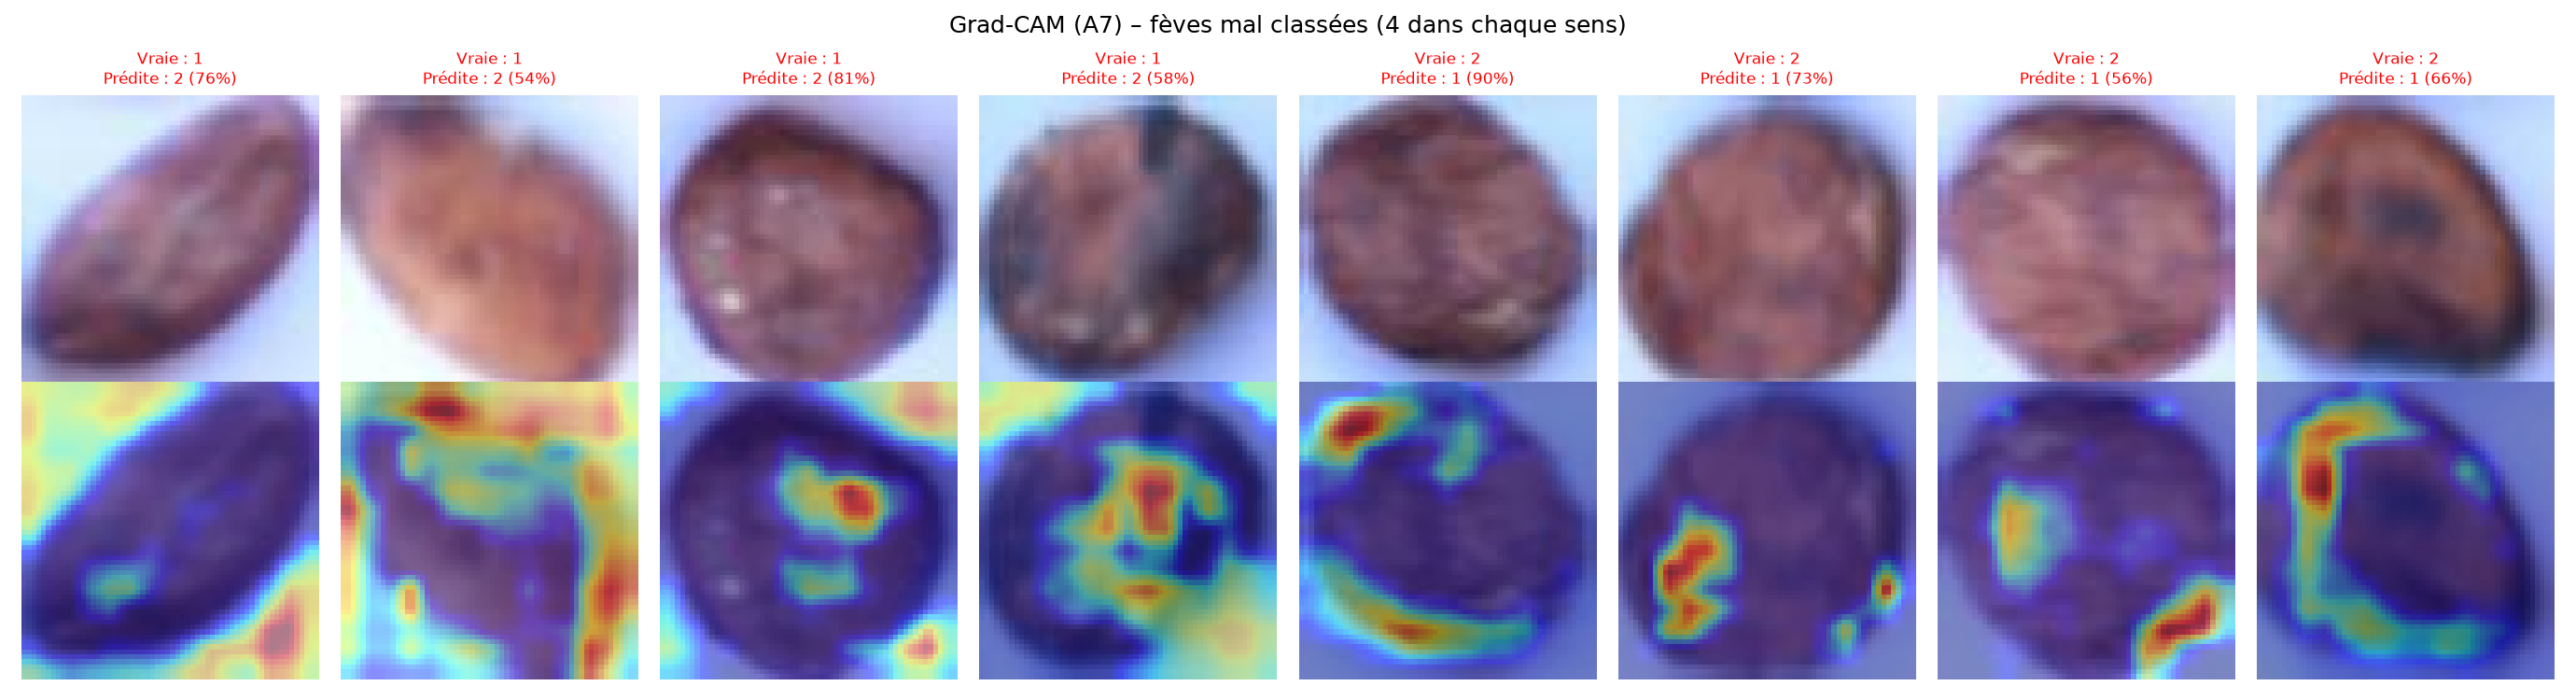 Grad-CAM (A7) – fèves mal classées (4 dans chaque sens)
Vraie : 1
Prédite : 2 (76%)
Vraie : 1
Prédite : 2 (54%)
Vraie : 1
Prédite : 2 (81%)
Vraie : 1
Prédite : 2 (58%)
Vraie : 2
Prédite : 1 (90%)
Vraie : 2
Prédite : 1 (73%)
Vraie : 2
Prédite : 1 (56%)
Vraie : 2
Prédite : 1 (66%)